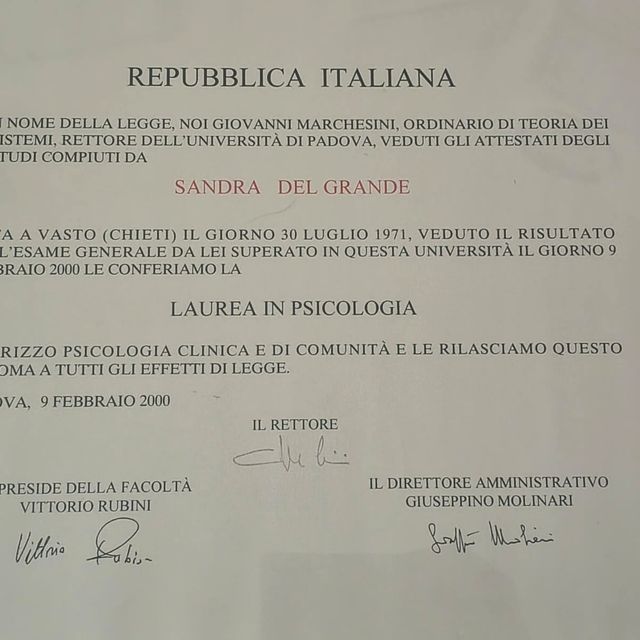 REPUBBLICA ITALIANA
N NOME DELLA LEGGE, NOI GIOVANNI MARCHESINI, ORDINARIO DI TEORIA DEI
ISTEMI, RETTORE DELL'UNIVERSITÀ DI PADOVA, VEDUTI GLI ATTESTATI DEGLI
TUDI COMPIUTI DA
SANDRA DEL GRANDE
TA A VASTO (CHIETI) IL GIORNO 30 LUGLIO 1971, VEDUTO IL RISULTATO
L'ESAME GENERALE DA LEI SUPERATO IN QUESTA UNIVERSITÀ IL GIORNO 9
BRAIO 2000 LE CONFERIAMO LA
LAUREA IN PSICOLOGIA
RIZZO PSICOLOGIA CLINICA E DI COMUNITÀ E LE RILASCIAMO QUESTO
OMA A TUTTI GLI EFFETTI DI LEGGE.
OVA, 9 FEBBRAIO 2000
IL RETTORE
PRESIDE DELLA FACOLTÀ
VITTORIO RUBINI
IL DIRETTORE AMMINISTRATIVO
GIUSEPPINO MOLINARI
Vittorio Rubini